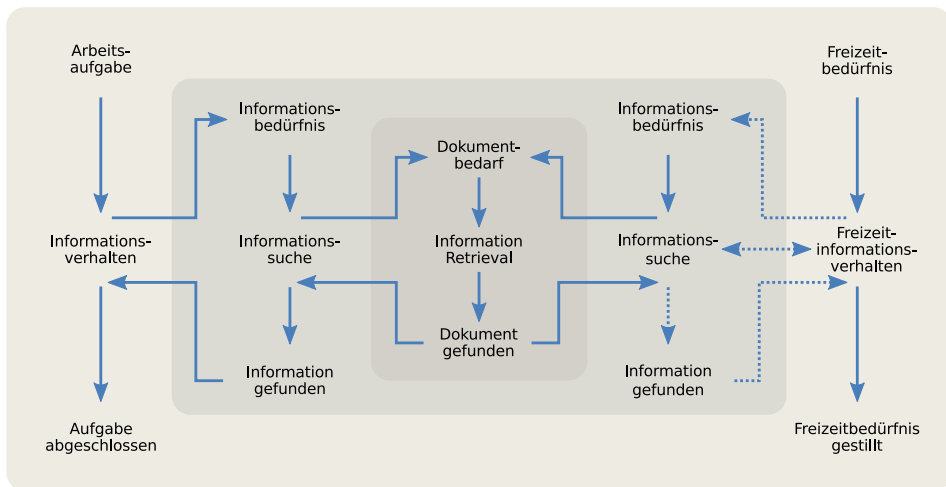 Arbeits-
aufgabe
Freizeit-
bedürfnis
Informations-
bedürfnis
Informations-
bedürfnis
Dokument-
bedarf
Informations-
verhalten
Informations-
suche
Information
Retrieval
Informations-
suche
Freizeit-
informations-
verhalten
Dokument
gefunden
Information
gefunden
Information
gefunden
Aufgabe
abgeschlossen
Freizeitbedürfnis
gestillt